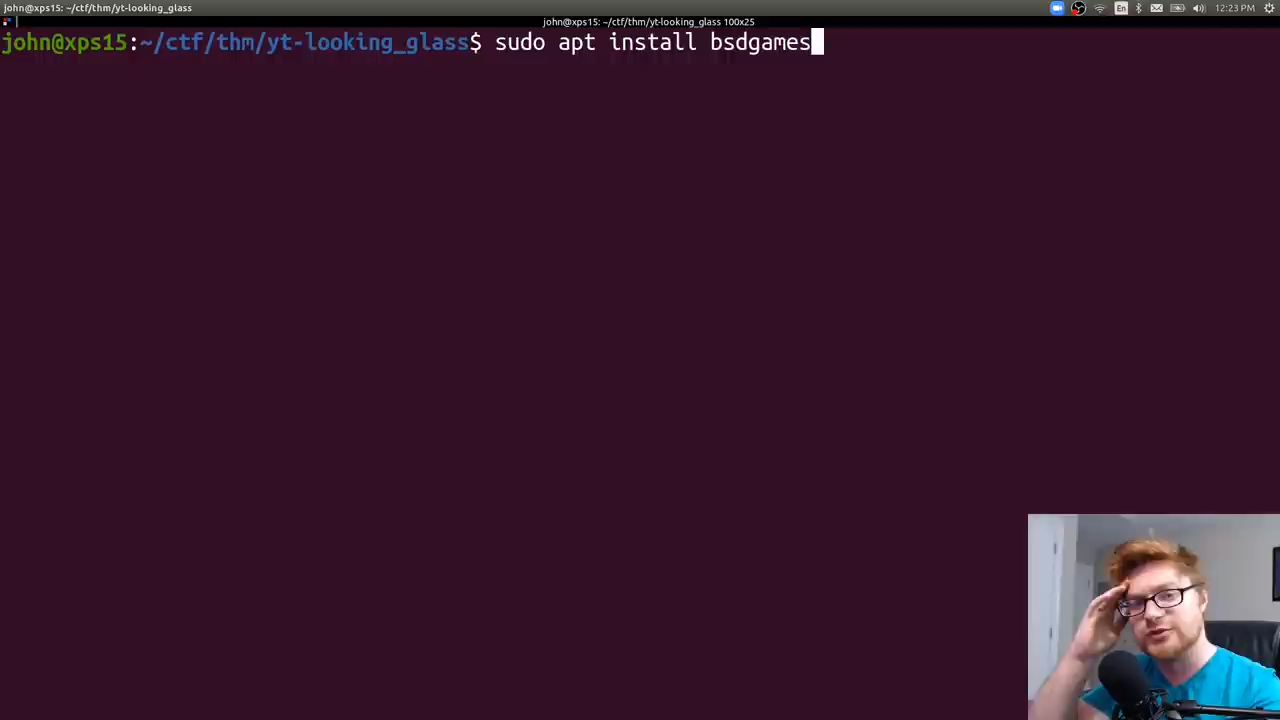 john@xps15: ~/ctf/thm/yt-looking_glass
En
12:23 PM
john@xps15: ~/ctf/thm/yt-looking_glass 100x25
john@xps15:~/ctf/thm/yt-looking_glass$ sudo apt install bsdgames